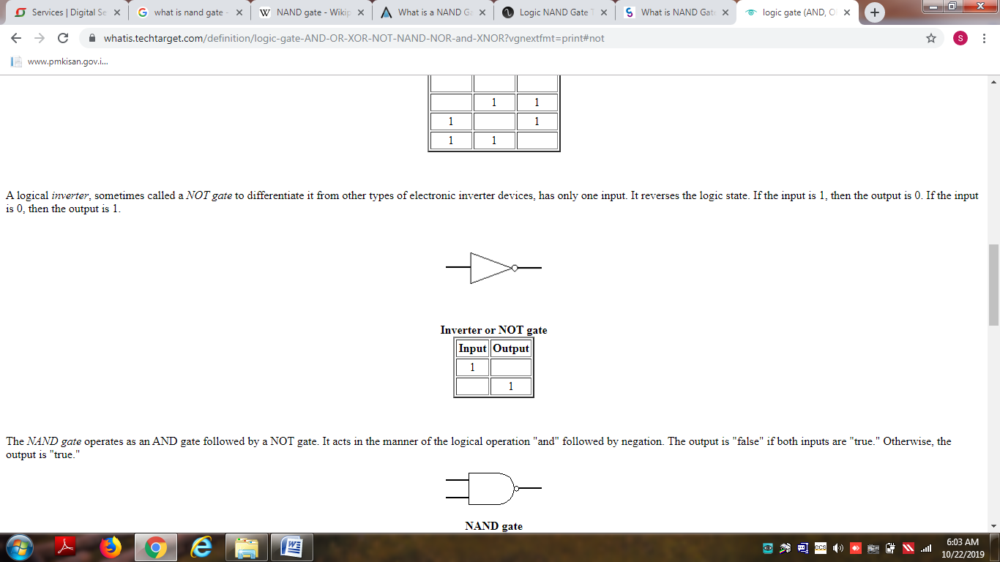 Services | Digital Se
what is nand gate -
NAND gate - Wikip
What is a NAND Ga
Logic NAND Gate T
What is NAND Gate
logic gate (AND, O
whatis.techtarget.com/definition/logic-gate-AND-OR-XOR-NOT-NAND-NOR-and-XNOR?vgnextfmt=print#not
S
www.pmkisan.gov.i...
1 1
1 1
1 1
A logical inverter, sometimes called a NOT gate to differentiate it from other types of electronic inverter devices, has only one input. It reverses the logic state. If the input is 1, then the output is 0. If the input
is 0, then the output is 1.
Inverter or NOT gate
Input Output
1
1
The NAND gate operates as an AND gate followed by a NOT gate. It acts in the manner of the logical operation "and" followed by negation. The output is "false" if both inputs are "true." Otherwise, the
output is "true."
NAND gate
ecs
6:03 AM
10/22/2019